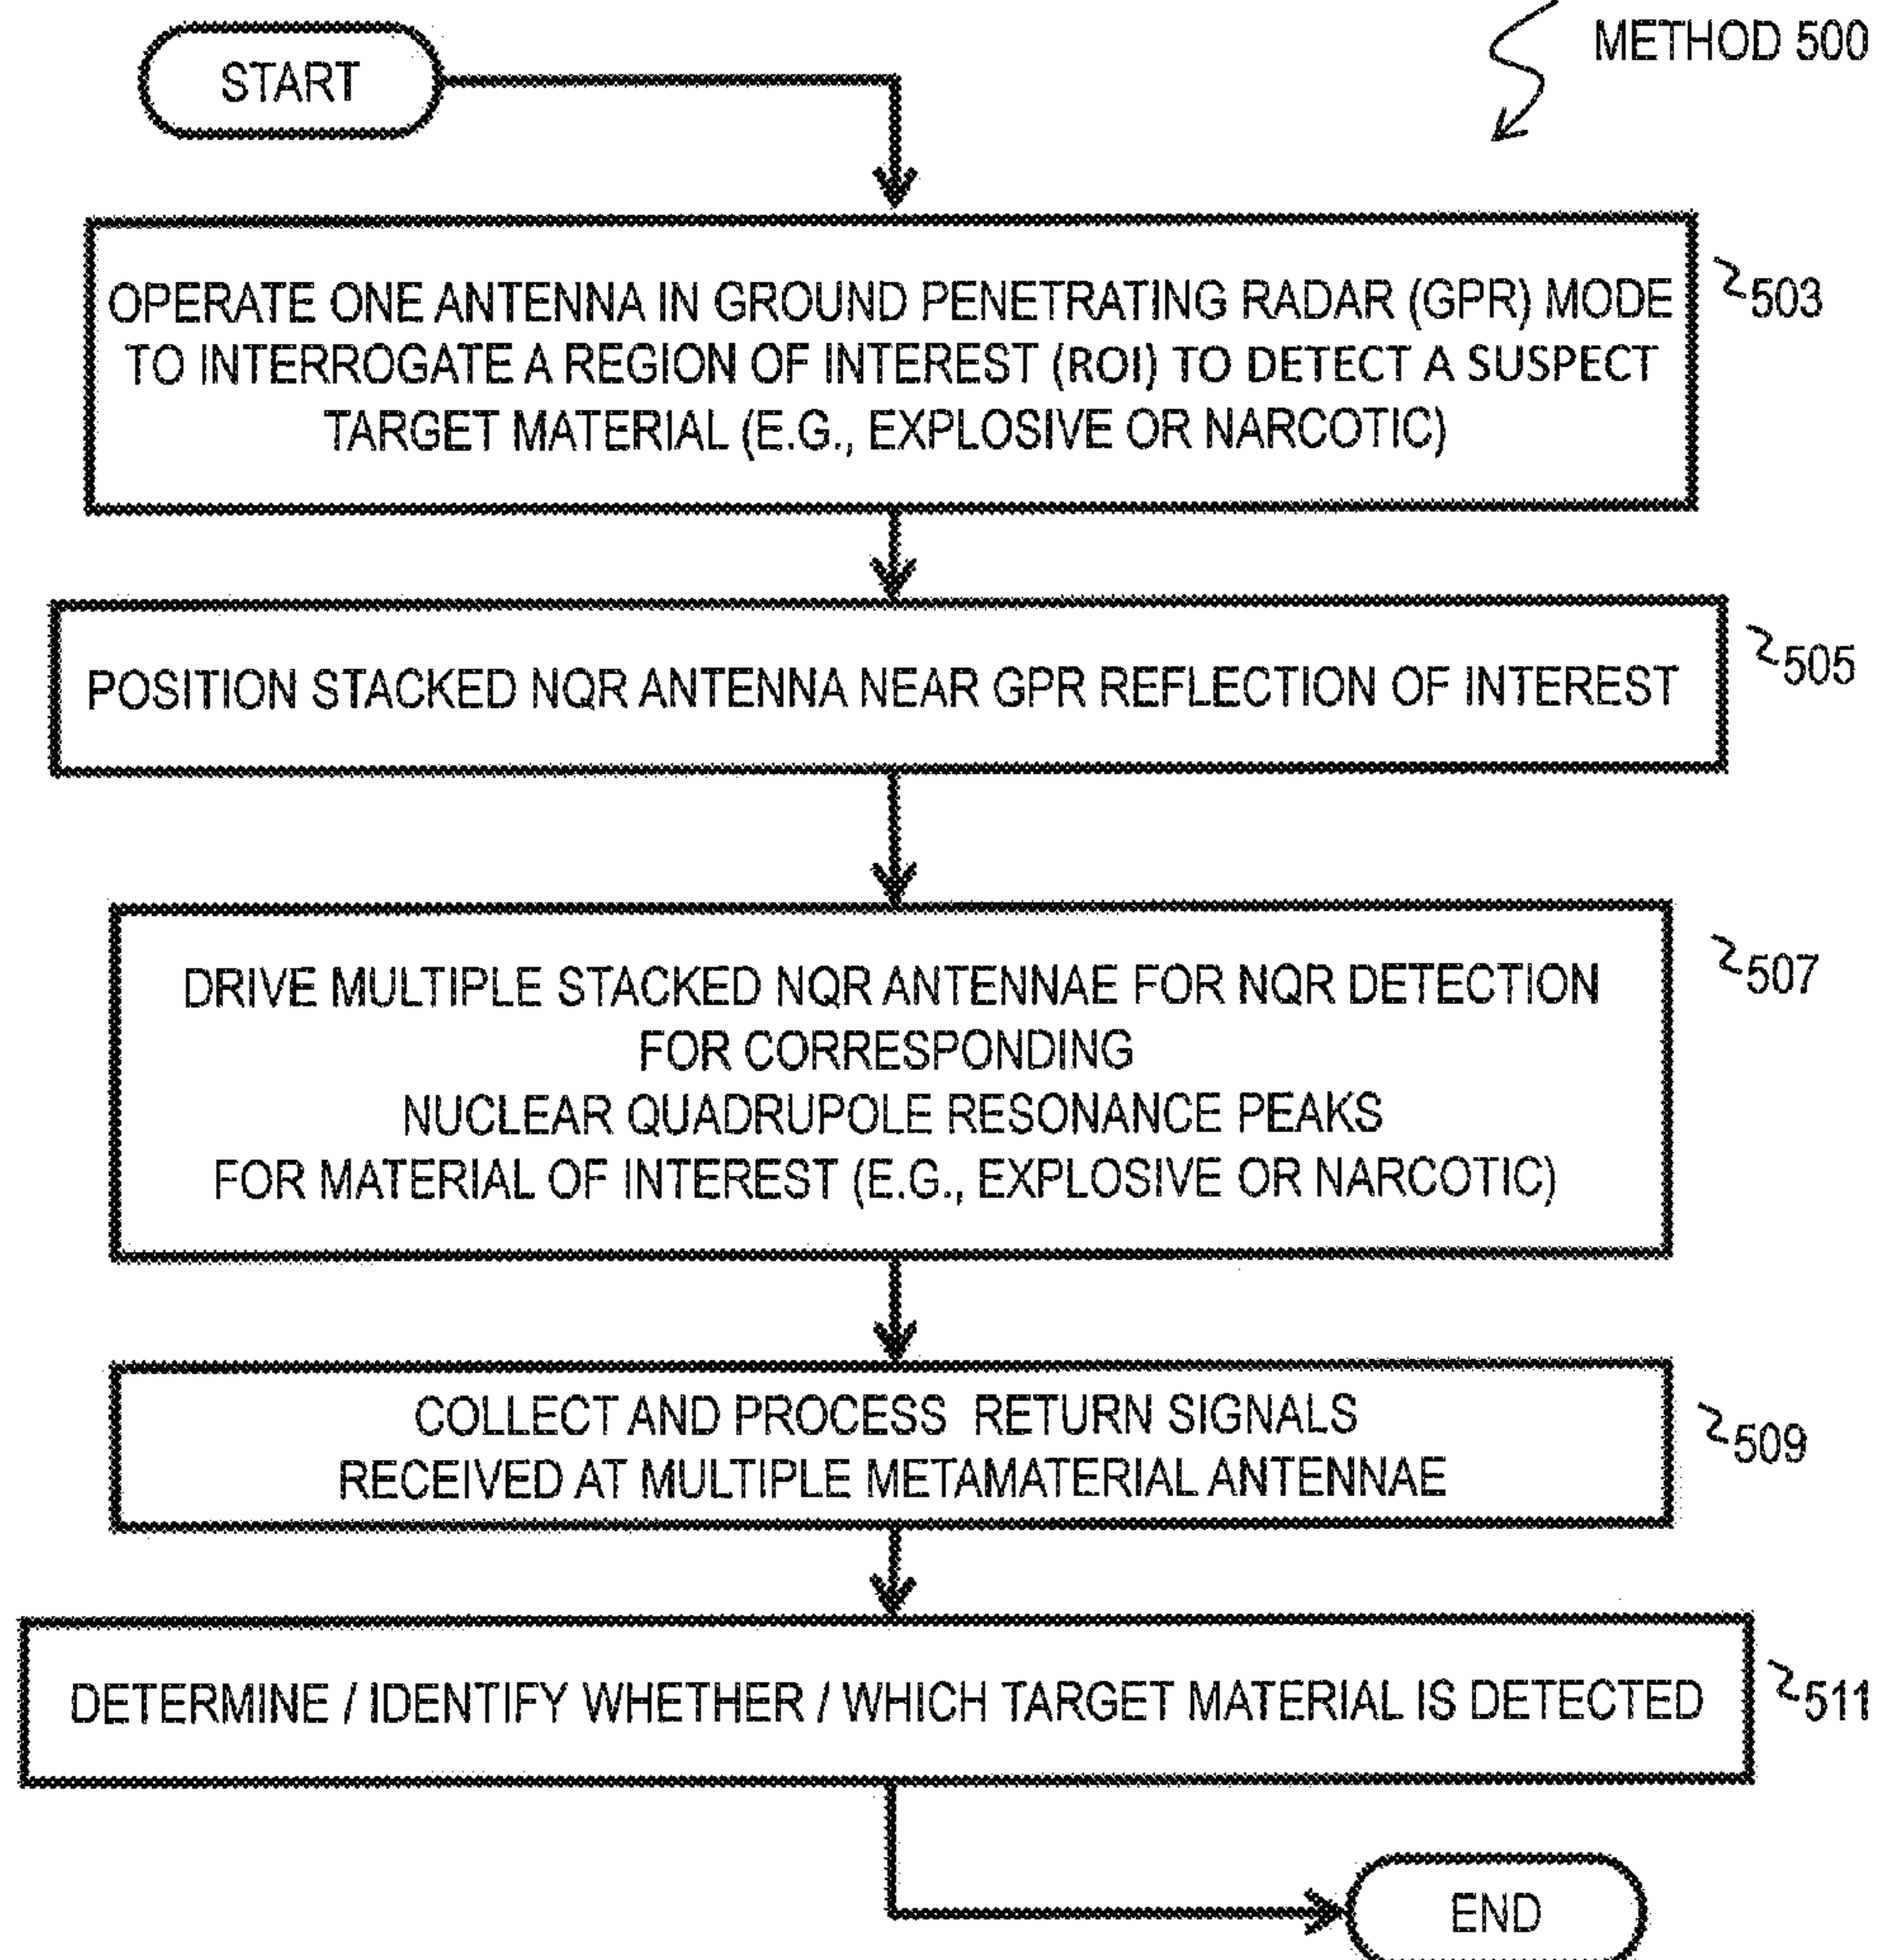 METHOD 500
START
OPERATE ONE ANTENNA IN GROUND PENETRATING RADAR (GPR) MODE
TO INTERROGATE A REGION OF INTEREST (ROI) TO DETECT A SUSPECT
TARGET MATERIAL (E.G., EXPLOSIVE OR NARCOTIC)
503
POSITION STACKED NQR ANTENNA NEAR GPR REFLECTION OF INTEREST
505
DRIVE MULTIPLE STACKED NQR ANTENNAE FOR NQR DETECTION
FOR CORRESPONDING
NUCLEAR QUADRUPOLE RESONANCE PEAKS
FOR MATERIAL OF INTEREST (E.G., EXPLOSIVE OR NARCOTIC)
507
COLLECT AND PROCESS RETURN SIGNALS
RECEIVED AT MULTIPLE METAMATERIAL ANTENNAE
509
DETERMINE / IDENTIFY WHETHER / WHICH TARGET MATERIAL IS DETECTED
511
END